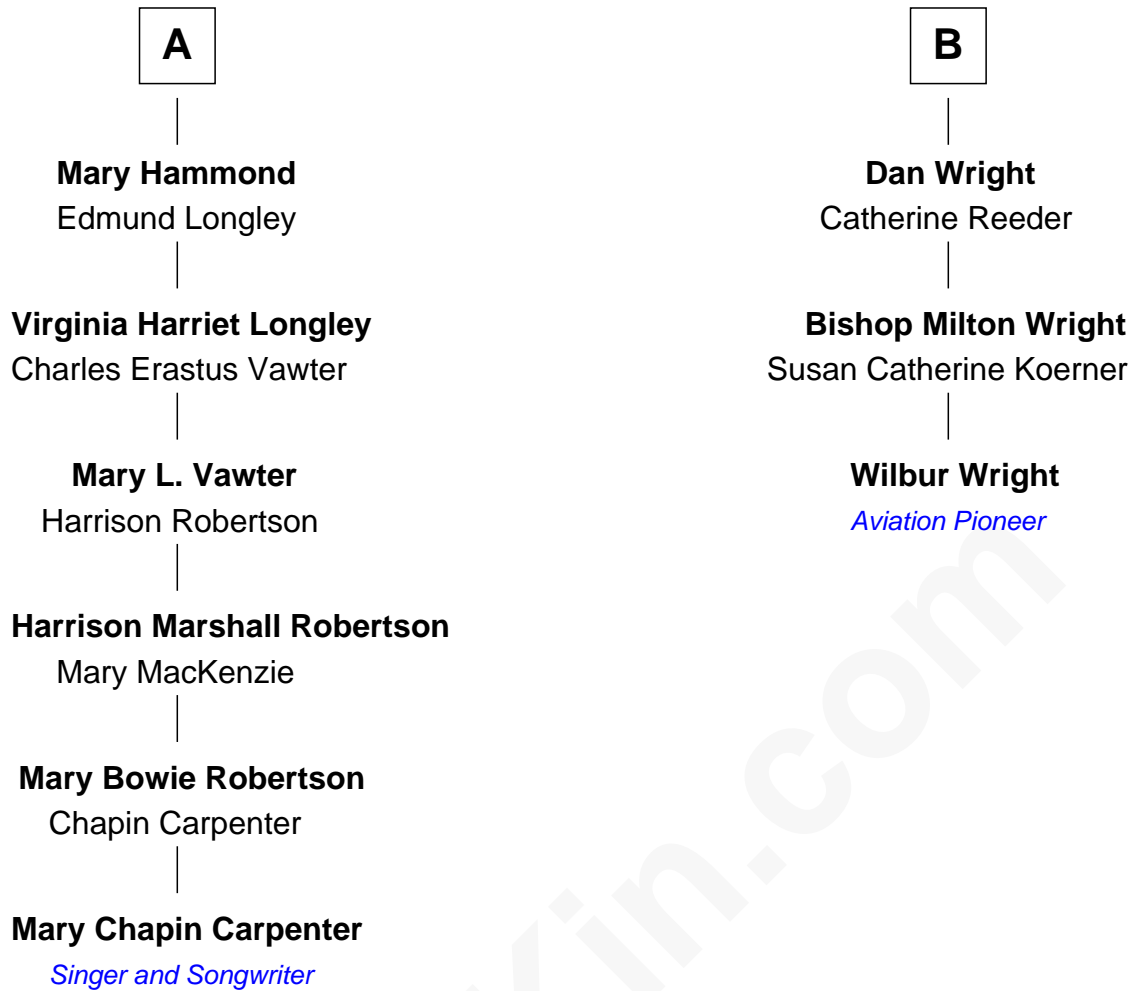 A
Mary Hammond
Edmund Longley
Virginia Harriet Longley
Charles Erastus Vawter
Mary L. Vawter
Harrison Robertson
Harrison Marshall Robertson
Mary MacKenzie
Mary Bowie Robertson
Chapin Carpenter
Mary Chapin Carpenter
Singer and Songwriter
B
Dan Wright
Catherine Reeder
Bishop Milton Wright
Susan Catherine Koerner
Wilbur Wright
Aviation Pioneer